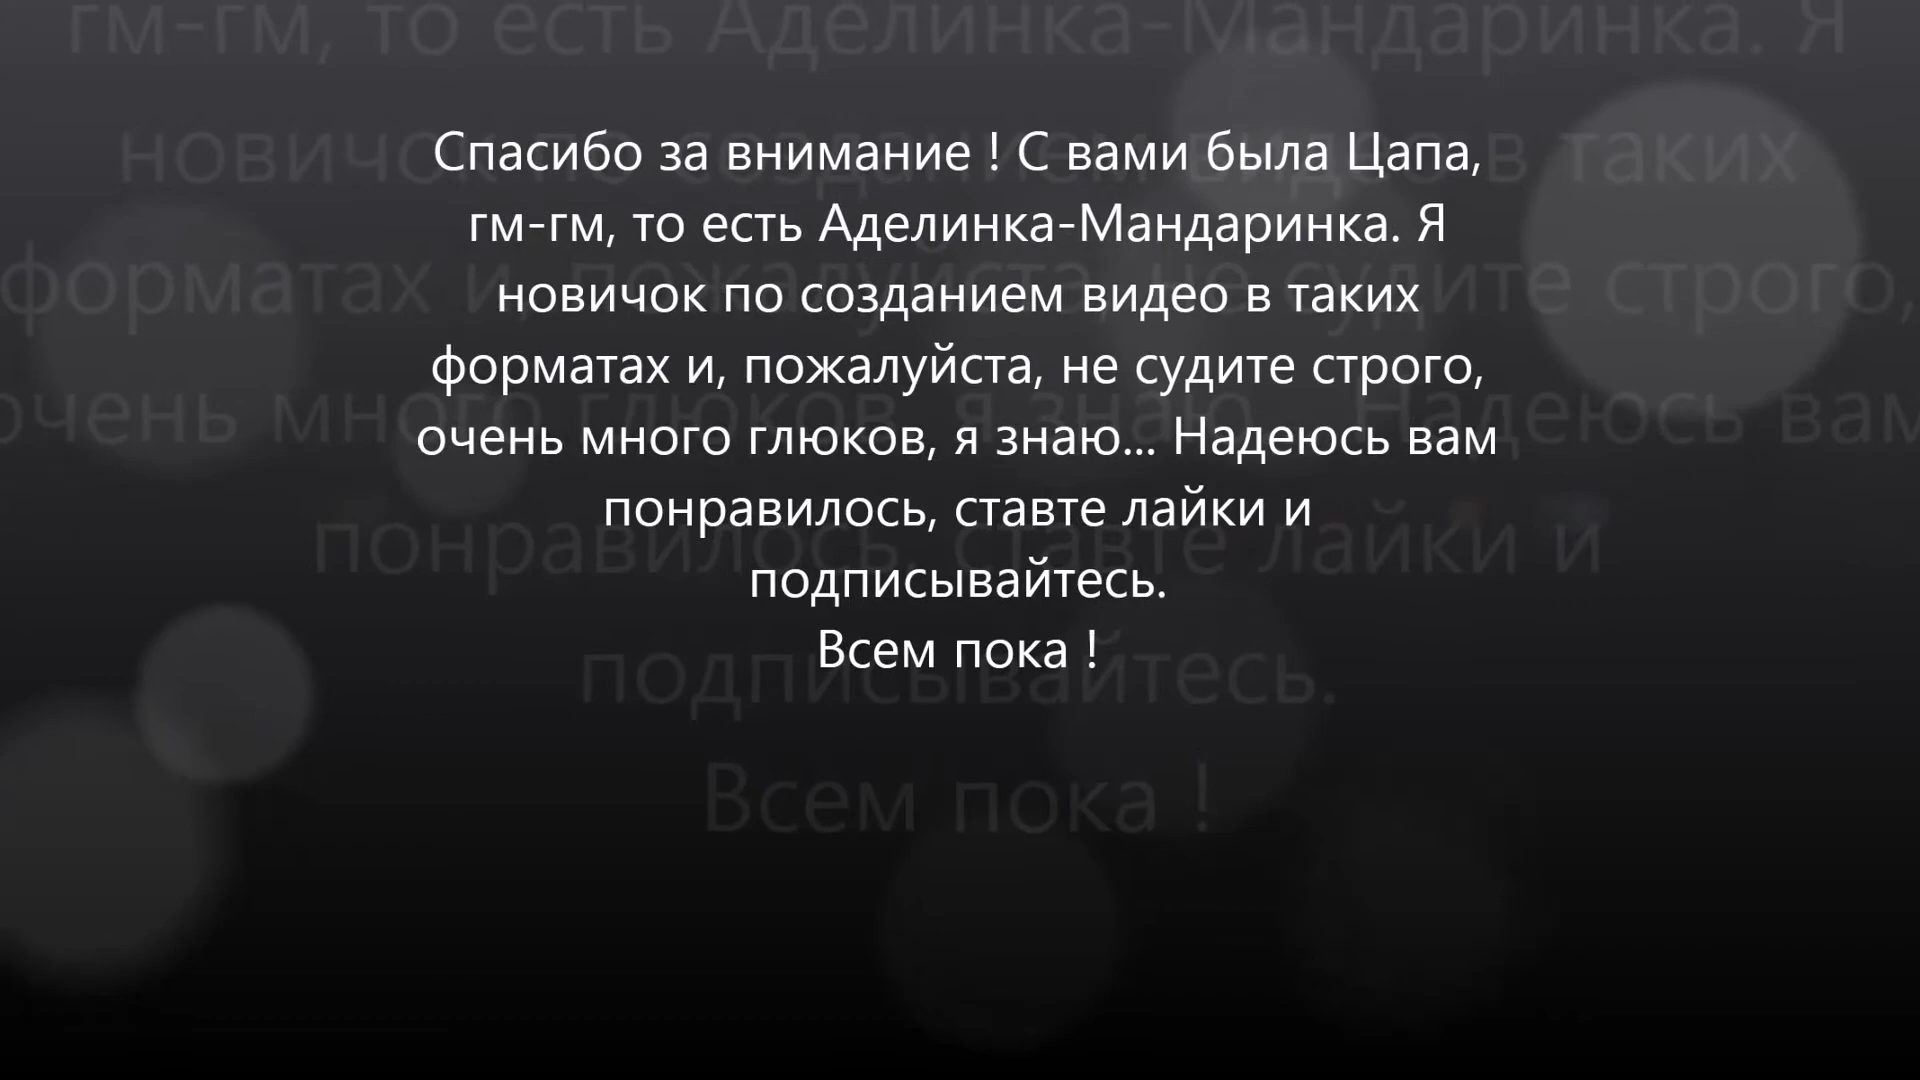 Спасибо за внимание ! С вами была Цапа,
гм-гм, то есть Аделинка-Мандаринка. Я
новичок по созданием видео в таких
форматах и, пожалуйста, не судите строго,
очень много глюков, я знаю... Надеюсь вам
понравилось, ставте лайки и
подписывайтесь.
Всем пока !